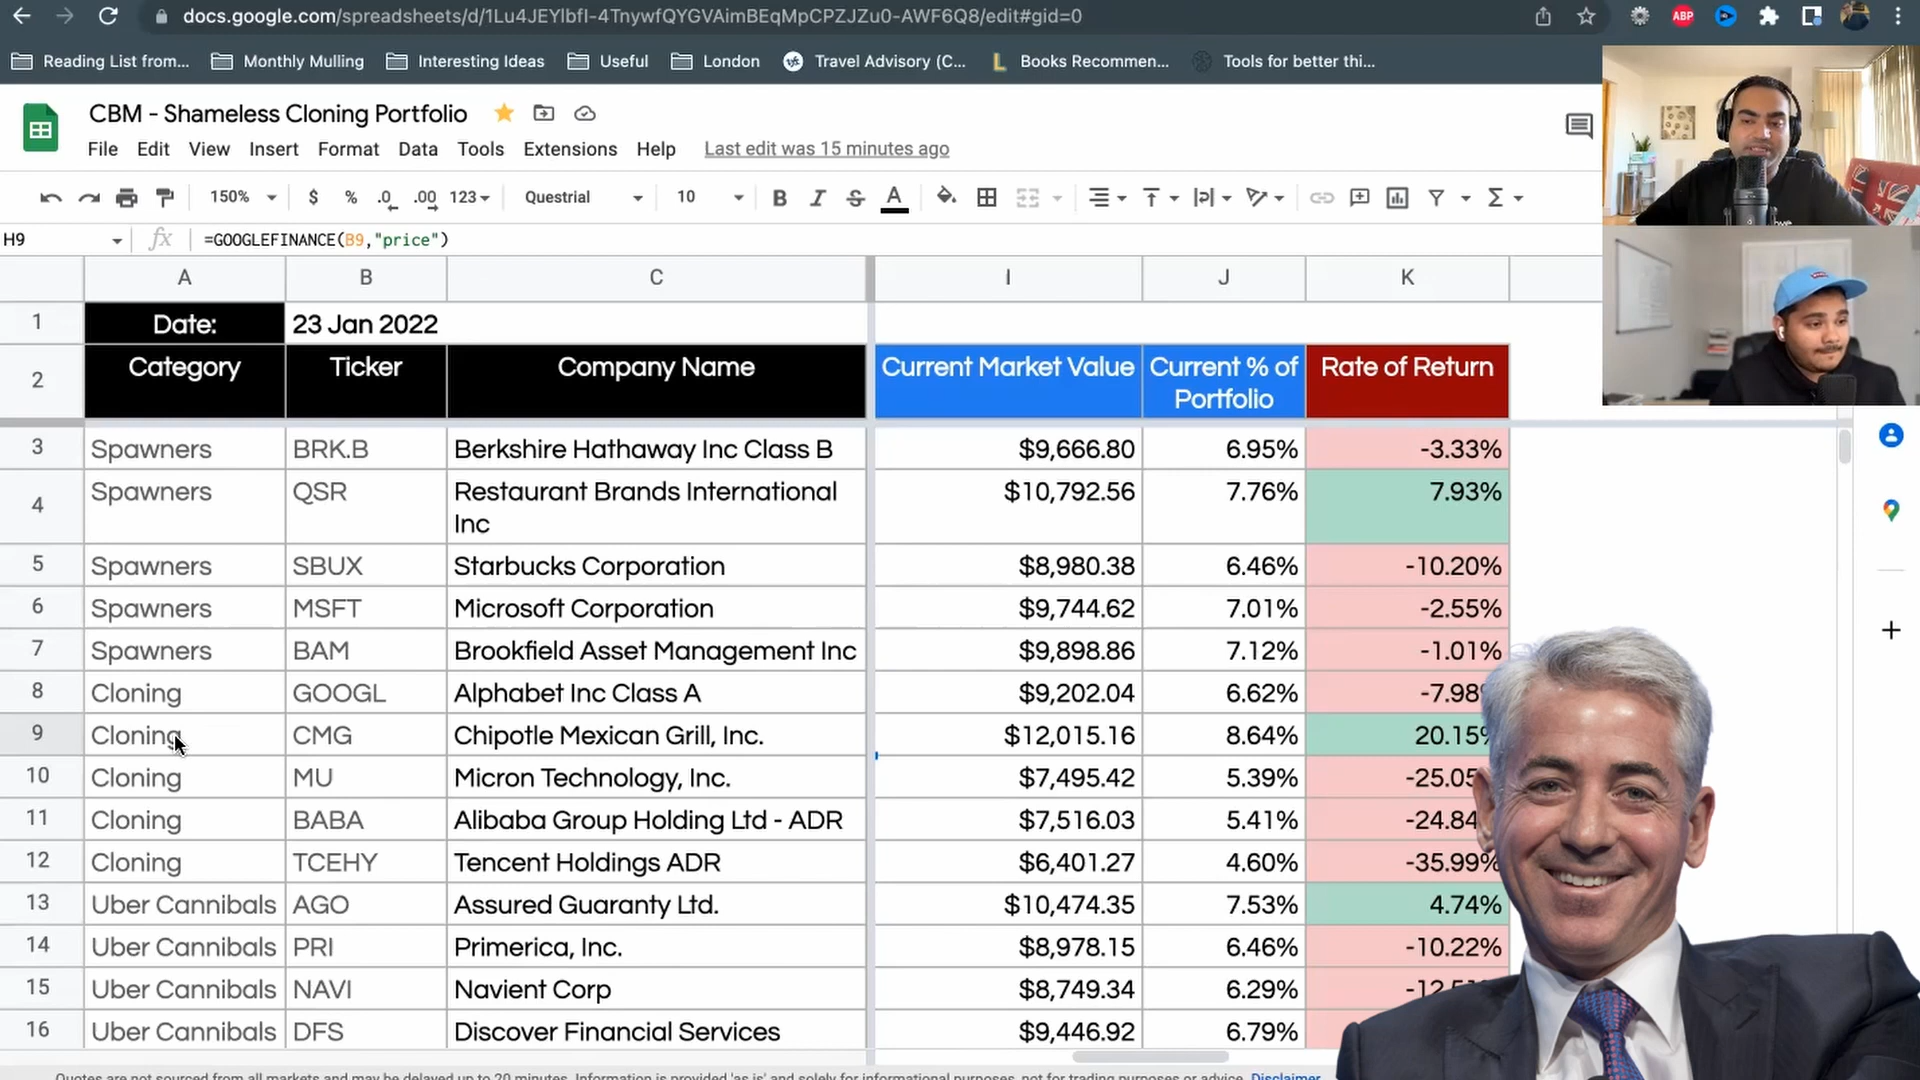 docs.google.com/spreadsheets/d/1Lu4JEYlbfI-4TnywfQYGVAimBEqMpCPZJZu0-AWF6Q8/edit#gid=0
ABP
Reading List from... Monthly Mulling Interesting Ideas Useful London Travel Advisory (C... Books Recommen... Tools for better thi...
CBM - Shameless Cloning Portfolio
File Edit View Insert Format Data Tools Extensions Help Last edit was 15 minutes ago
150% $ % .0 .00 123 Questrial 10 B I S A
H9 fx =GOOGLEFINANCE(B9,"price")
A B C I J K
1 Date: 23 Jan 2022
2 Category Ticker Company Name Current Market Value Current % of Portfolio Rate of Return
3 Spawners BRK.B Berkshire Hathaway Inc Class B $9,666.80 6.95% -3.33%
4 Spawners QSR Restaurant Brands International Inc $10,792.56 7.76% 7.93%
5 Spawners SBUX Starbucks Corporation $8,980.38 6.46% -10.20%
6 Spawners MSFT Microsoft Corporation $9,744.62 7.01% -2.55%
7 Spawners BAM Brookfield Asset Management Inc $9,898.86 7.12% -1.01%
8 Cloning GOOGL Alphabet Inc Class A $9,202.04 6.62% -7.98
9 Cloning CMG Chipotle Mexican Grill, Inc. $12,015.16 8.64% 20.15%
10 Cloning MU Micron Technology, Inc. $7,495.42 5.39% -25.05
11 Cloning BABA Alibaba Group Holding Ltd - ADR $7,516.03 5.41% -24.84
12 Cloning TCEHY Tencent Holdings ADR $6,401.27 4.60% -35.99%
13 Uber Cannibals AGO Assured Guaranty Ltd. $10,474.35 7.53% 4.74%
14 Uber Cannibals PRI Primerica, Inc. $8,978.15 6.46% -10.22%
15 Uber Cannibals NAVI Navient Corp $8,749.34 6.29%
16 Uber Cannibals DFS Discover Financial Services $9,446.92 6.79%
Quotes are not sourced from all markets and may be delayed up to 20 minutes. Information is provided 'as is' and solely for informational purposes, not for trading purposes or advice. Disclaimer